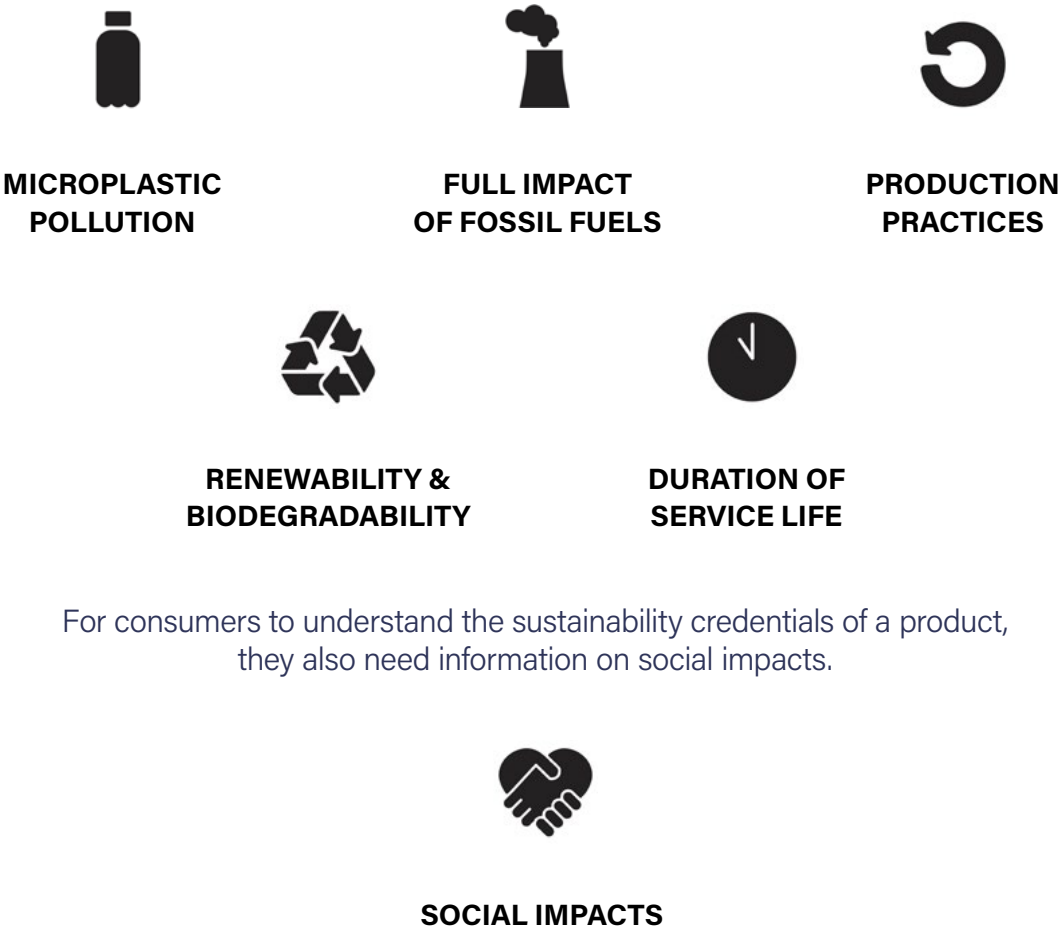 MICROPLASTIC
POLLUTION
FULL IMPACT
OF FOSSIL FUELS
PRODUCTION
PRACTICES
RENEWABILITY &
BIODEGRADABILITY
DURATION OF
SERVICE LIFE
For consumers to understand the sustainability credentials of a product,
they also need information on social impacts.
SOCIAL IMPACTS